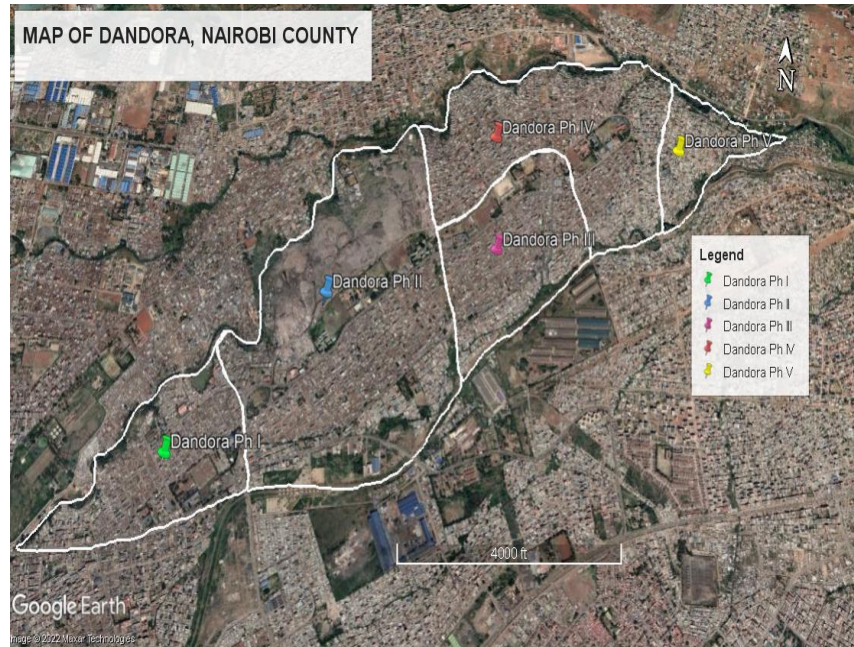 MAP OF DANDORA, NAIROBI COUNTY
N
Dandora Ph IV
Dandora Ph V
Dandora Ph III
Dandora Ph II
Dandora Ph I
Legend
Dandora Ph I
Dandora Ph II
Dandora Ph III
Dandora Ph IV
Dandora Ph V
4000 ft
Google Earth
Image © 2022 Maxar Technologies